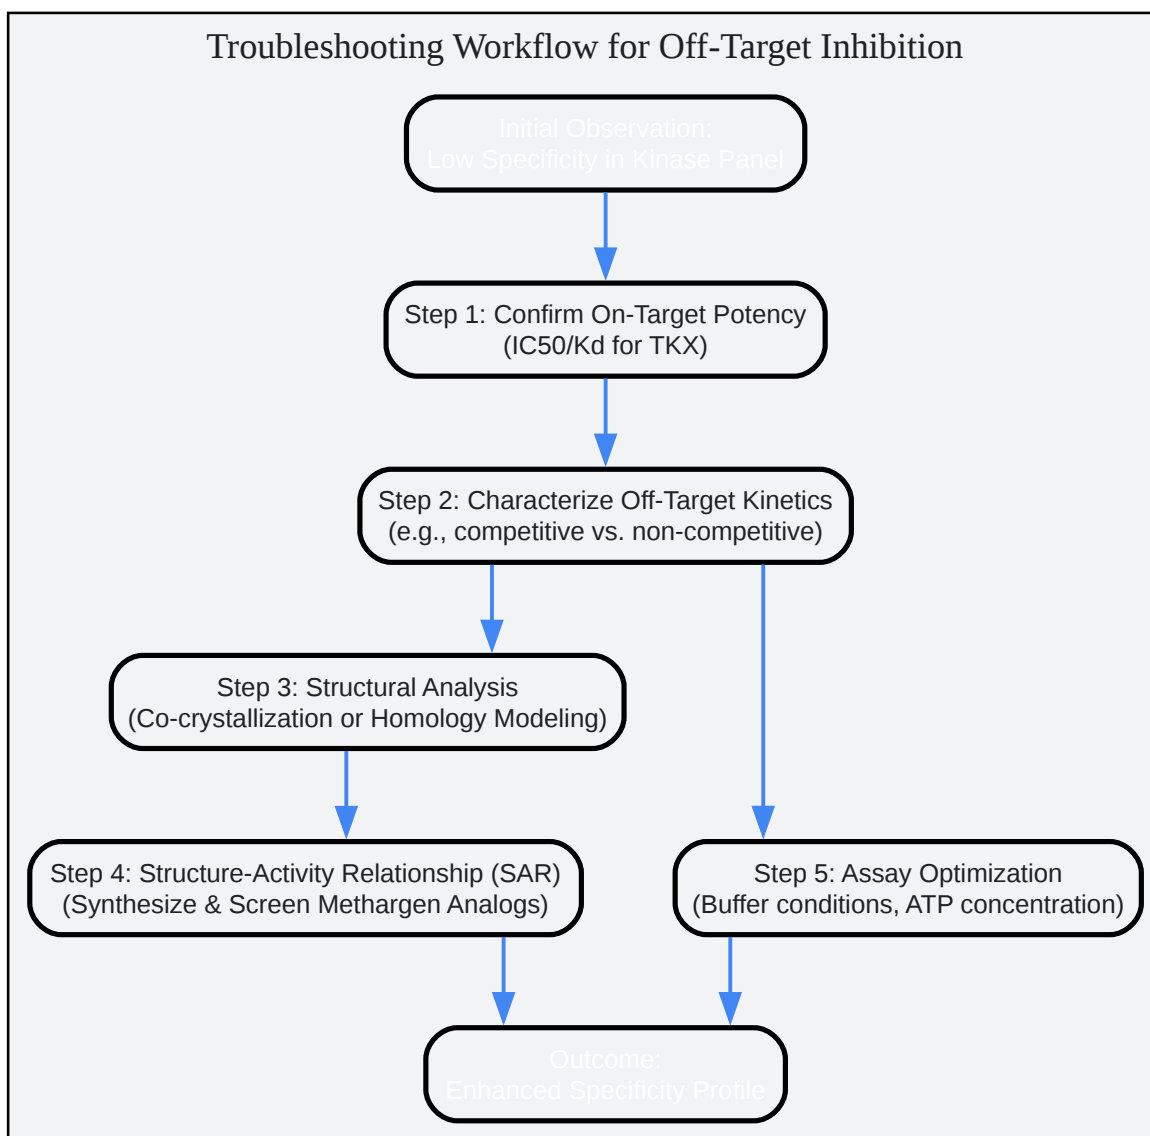 Troubleshooting Workflow for Off-Target Inhibition
Initial Observation:
Low Specificity in Kinase Panel
Step 1: Confirm On-Target Potency
(IC50/Kd for TKX)
Step 2: Characterize Off-Target Kinetics
(e.g., competitive vs. non-competitive)
Step 3: Structural Analysis
(Co-crystallization or Homology Modeling)
Step 4: Structure-Activity Relationship (SAR)
(Synthesize & Screen Methargen Analogs)
Step 5: Assay Optimization
(Buffer conditions, ATP concentration)
Outcome:
Enhanced Specificity Profile